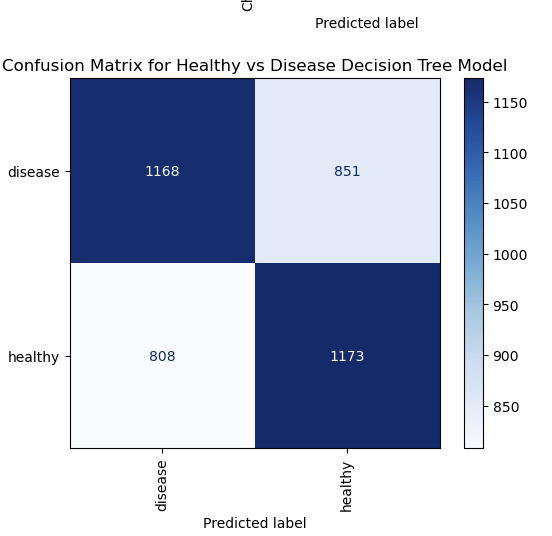 Ch
Predicted label
Confusion Matrix for Healthy vs Disease Decision Tree Model
disease
1168
851
healthy
808
1173
1150
1100
1050
1000
950
900
850
disease
healthy
Predicted label